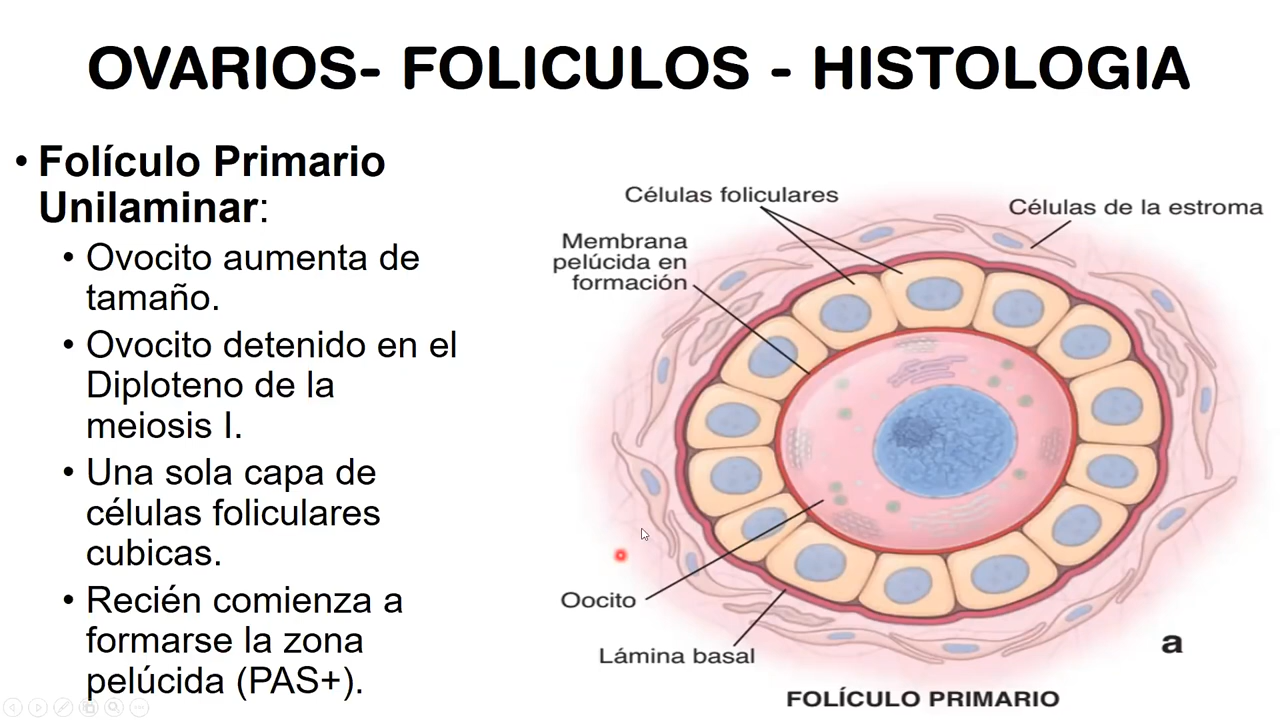 OVARIOS- FOLICULOS - HISTOLOGIA
• Folículo Primario
Unilaminar:
• Ovocito aumenta de
tamaño.
• Ovocito detenido en el
Diploteno de la
meiosis I.
• Una sola capa de
células foliculares
cubicas.
• Recién comienza a
formarse la zona
pelúcida (PAS+).
Células foliculares
Células de la estroma
Membrana
pelúcida en
formación
Oocito
Lámina basal
a
FOLÍCULO PRIMARIO